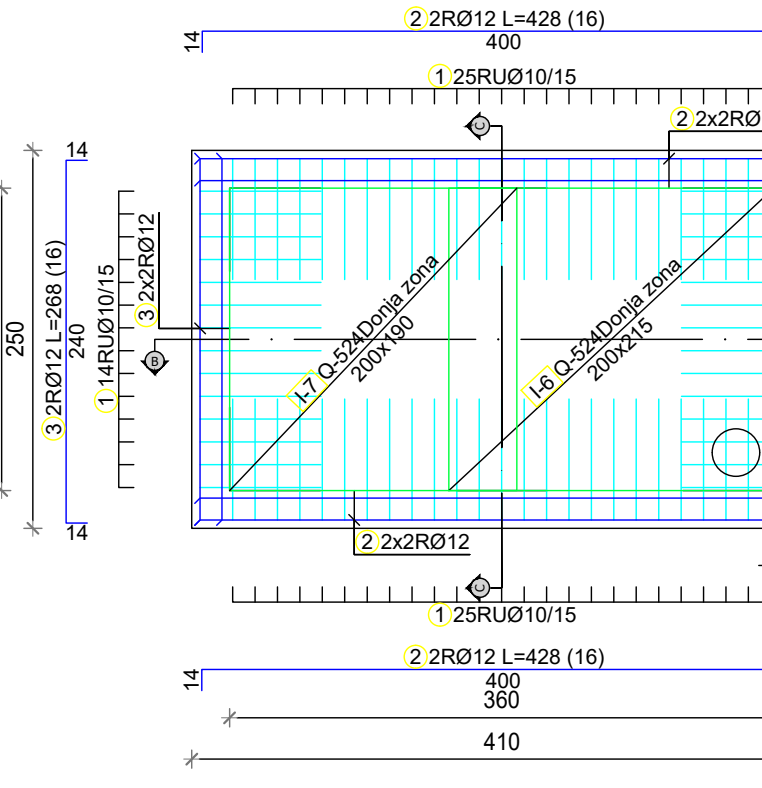 2 2RØ12 L=428 (16)
14
400
1 25RUØ10/15
C
2 2x2RØ
14
3 2RØ12 L=268 (16)
240
250
1 14RUØ10/15
3 2x2RØ12
B
I-7 Q-524Donja zona
200x190
I-6 Q-524Donja zona
200x215
14
2 2x2RØ12
C
1 25RUØ10/15
2 2RØ12 L=428 (16)
14
400
360
410